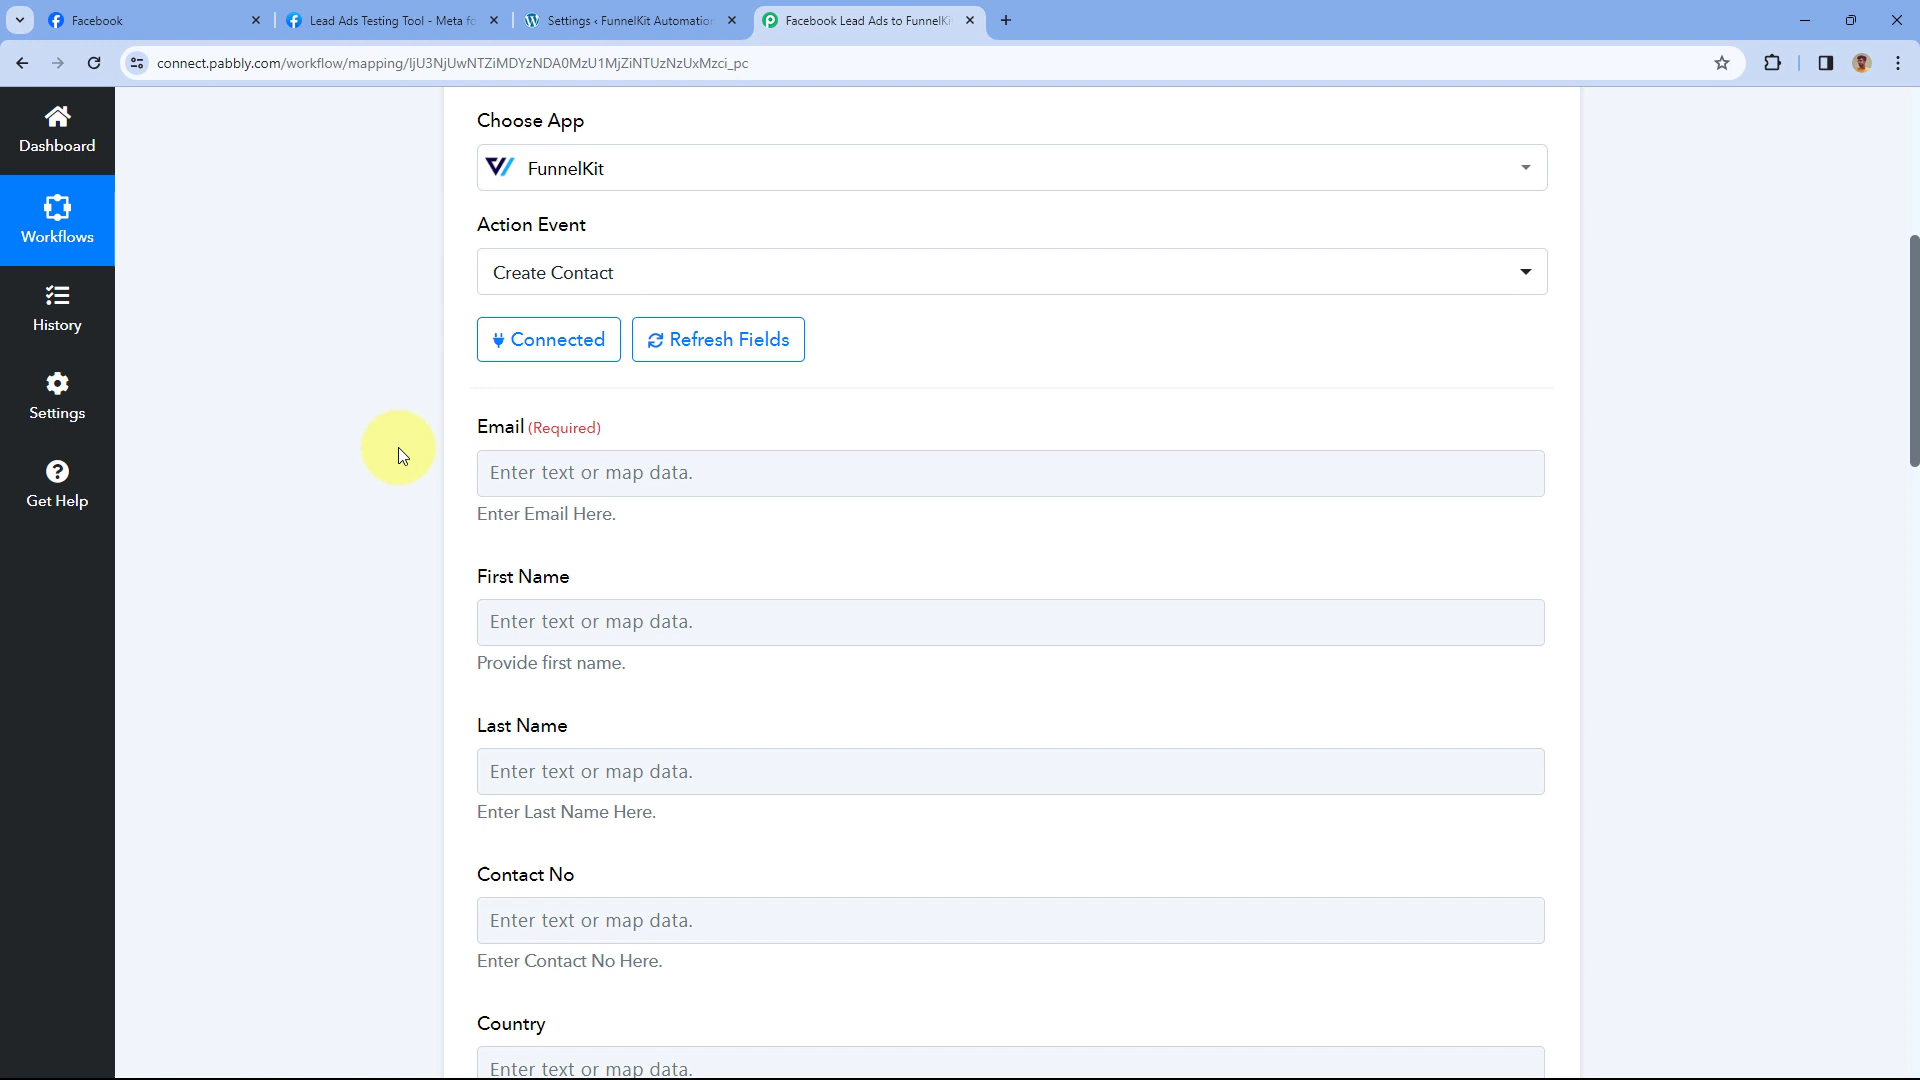 Facebook
Lead Ads Testing Tool - Meta fo
Settings ‹ FunnelKit Automation
Facebook Lead Ads to FunnelKi
connect.pabbly.com/workflow/mapping/IjU3NjUwNTZiMDYzNDA0MzU1MjZiNTUzNzUxMzci_pc
Dashboard
Workflows
History
Settings
Get Help
Choose App
FunnelKit
Action Event
Create Contact
Connected
Refresh Fields
Email (Required)
Enter text or map data.
Enter Email Here.
First Name
Enter text or map data.
Provide first name.
Last Name
Enter text or map data.
Enter Last Name Here.
Contact No
Enter text or map data.
Enter Contact No Here.
Country
Enter text or map data.